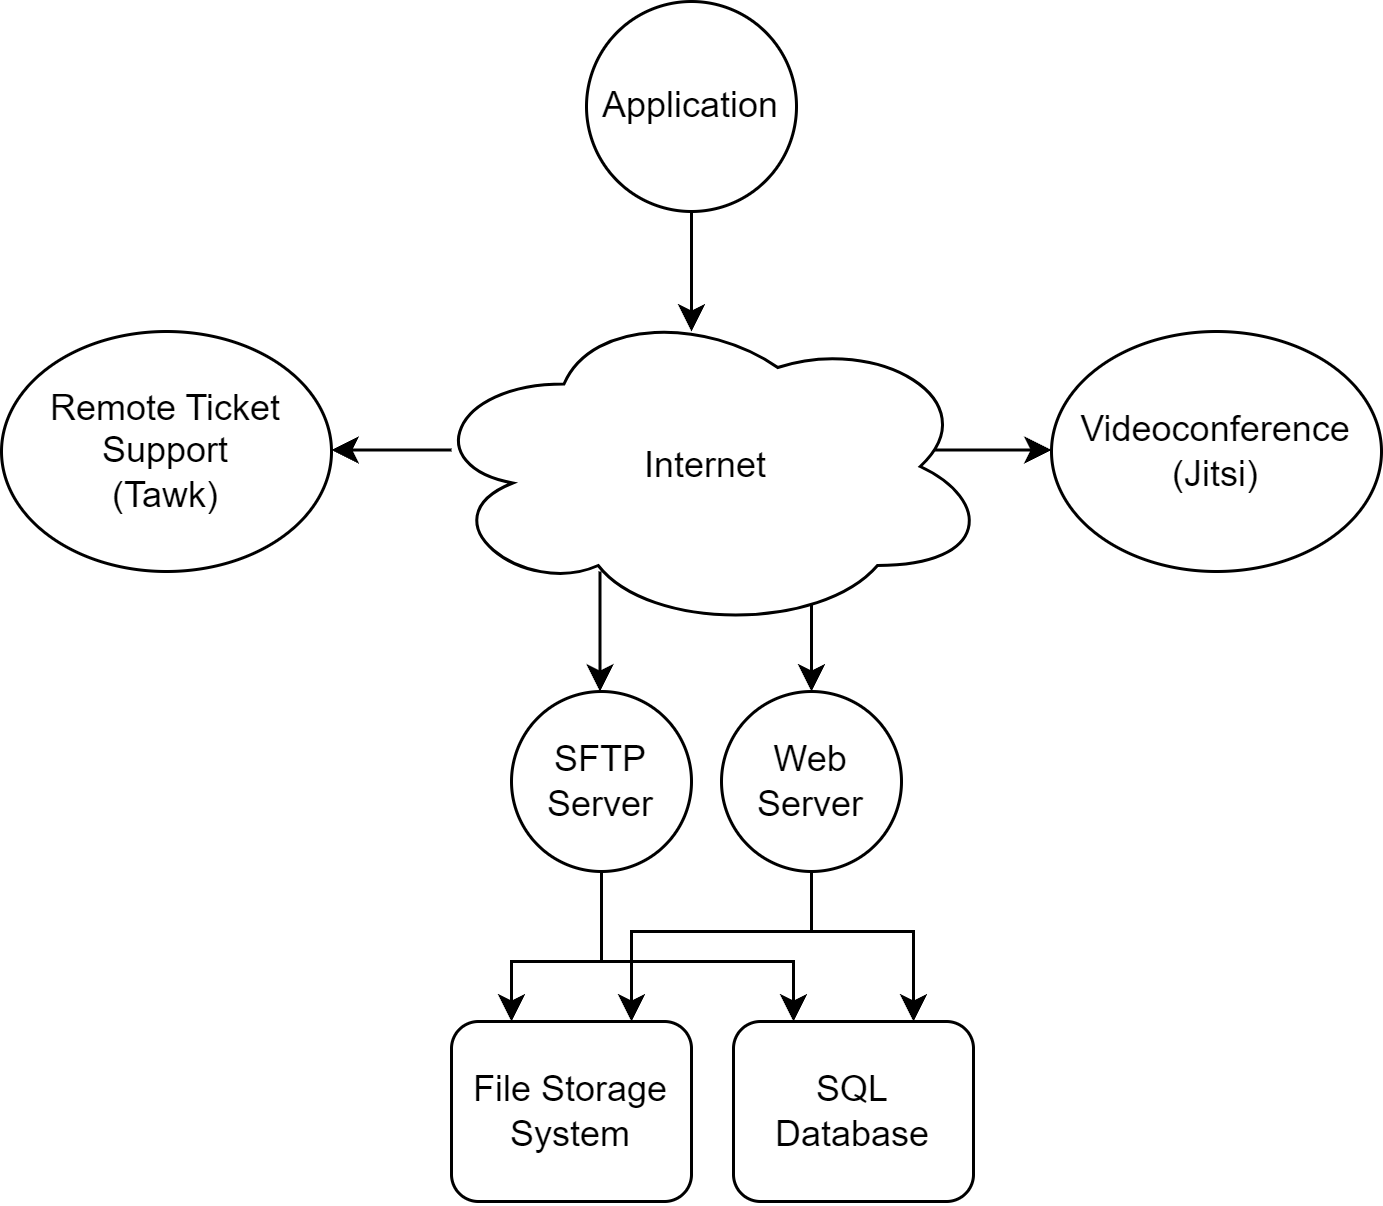 Application
Remote Ticket
Support
(Tawk)
Internet
Videoconference
(Jitsi)
SFTP
Server
Web
Server
File Storage
System
SQL
Database